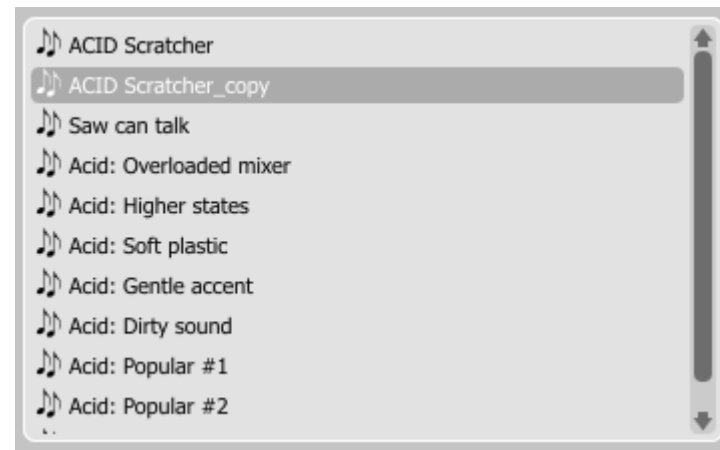 ACID Scratcher
ACID Scratcher_copy
Saw can talk
Acid: Overloaded mixer
Acid: Higher states
Acid: Soft plastic
Acid: Gentle accent
Acid: Dirty sound
Acid: Popular #1
Acid: Popular #2